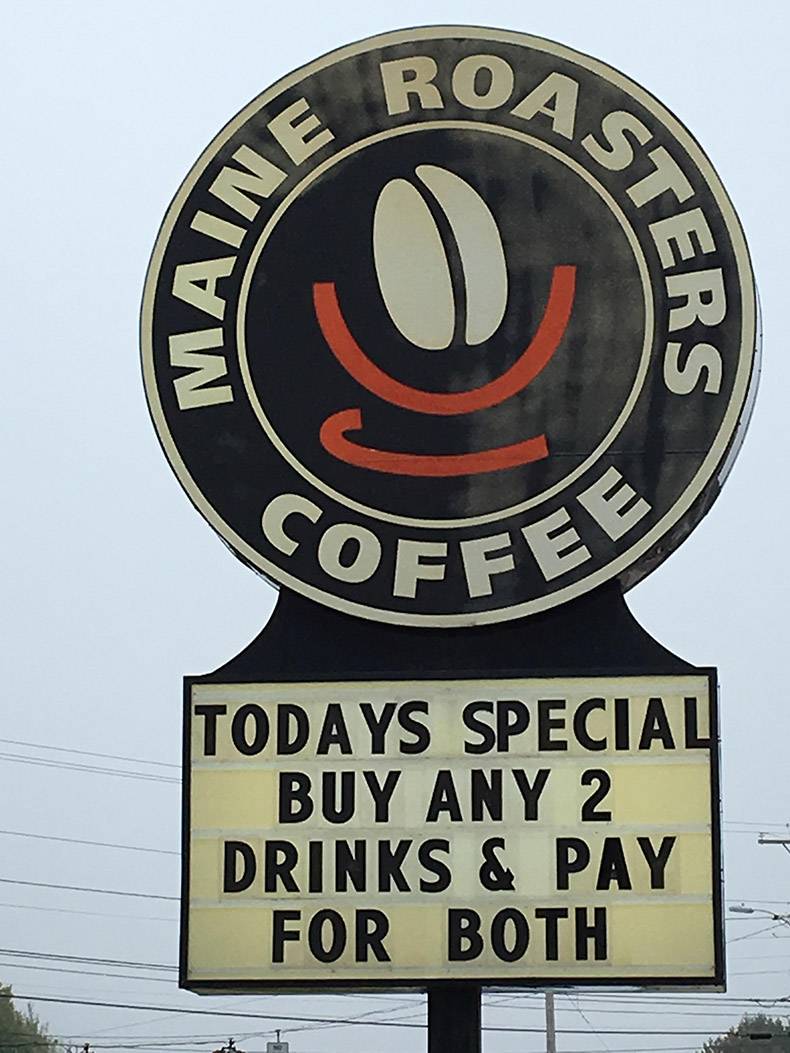 MAINE ROASTERS
COFFEE
TODAYS SPECIAL
BUY ANY 2
DRINKS & PAY
FOR BOTH